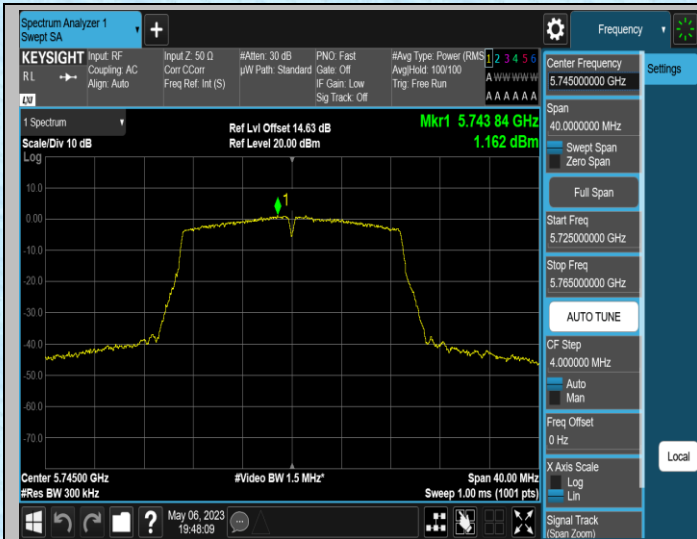 Spectrum Analyzer 1
Swept SA
Frequency
KEYSIGHT
R L
LXI
Input: RF
Coupling: AC
Align: Auto
Input Z: 50 Ω
Corr CCorr
Freq Ref: Int (S)
#Atten: 30 dB
µW Path: Standard
PNO: Fast
Gate: Off
IF Gain: Low
Sig Track: Off
#Avg Type: Power (RMS
Avg|Hold: 100/100
Trig: Free Run
1 2 3 4 5 6
A W W W W W
A A A A A A
1 Spectrum
Scale/Div 10 dB
Log
Ref Lvl Offset 14.63 dB
Ref Level 20.00 dBm
Mkr1 5.743 84 GHz
1.162 dBm
1
10.0
0.00
-10.0
-20.0
-30.0
-40.0
-50.0
-60.0
-70.0
Center 5.74500 GHz
#Res BW 300 kHz
#Video BW 1.5 MHz*
Span 40.00 MHz
Sweep 1.00 ms (1001 pts)
May 06, 2023
19:48:09
Center Frequency
5.745000000 GHz
Settings
Span
40.0000000 MHz
Swept Span
Zero Span
Full Span
Start Freq
5.725000000 GHz
Stop Freq
5.765000000 GHz
AUTO TUNE
CF Step
4.000000 MHz
Auto
Man
Freq Offset
0 Hz
X Axis Scale
Log
Lin
Local
Signal Track
(Span Zoom)